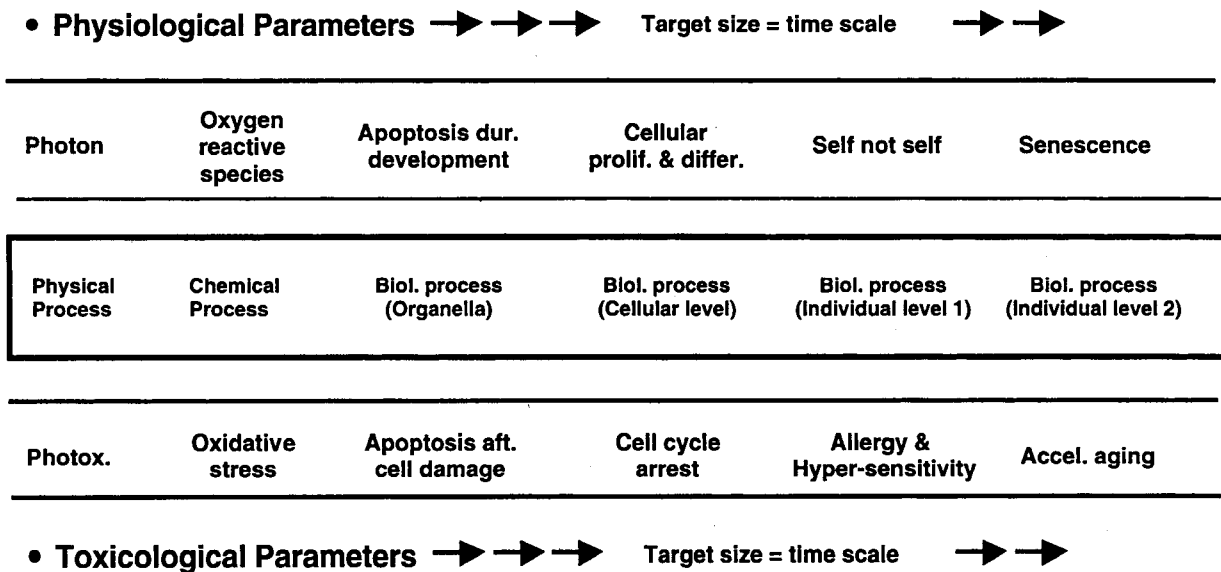 • Physiological Parameters → → → Target size = time scale → →
Photon
Oxygen
reactive
species
Apoptosis dur.
development
Cellular
prolif. & differ.
Self not self
Senescence
Physical
Process
Chemical
Process
Biol. process
(Organella)
Biol. process
(Cellular level)
Biol. process
(Individual level 1)
Biol. process
(Individual level 2)
Photox.
Oxidative
stress
Apoptosis aft.
cell damage
Cell cycle
arrest
Allergy &
Hyper-sensitivity
Accel. aging
• Toxicological Parameters → → → Target size = time scale → →